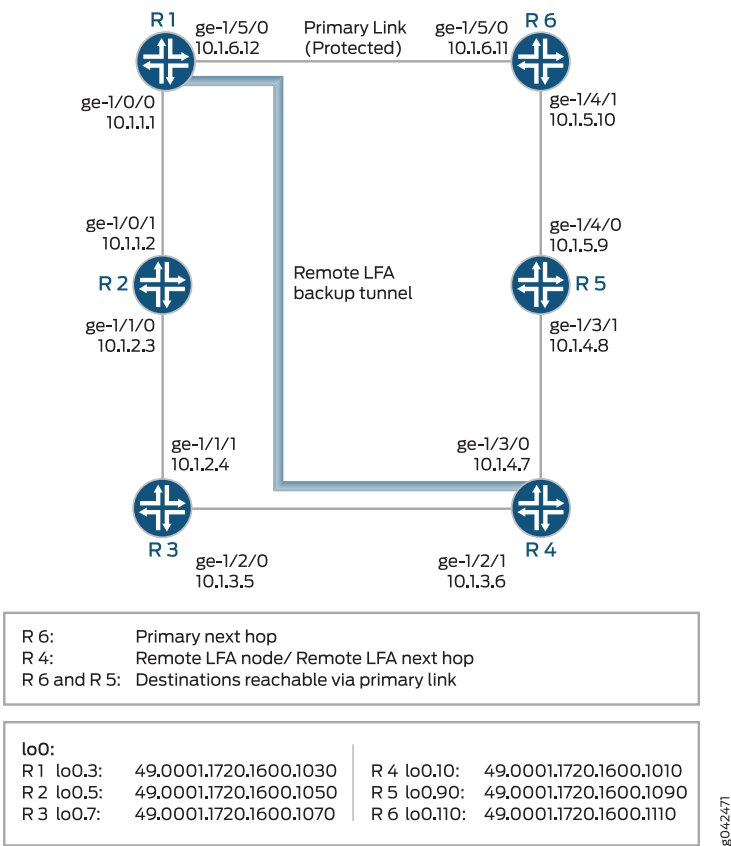 R 1
ge-1/5/0
10.1.6.12
Primary Link
(Protected)
ge-1/5/0
10.1.6.11
R 6
ge-1/0/0
10.1.1.1
ge-1/4/1
10.1.5.10
ge-1/0/1
10.1.1.2
ge-1/4/0
10.1.5.9
R 2
Remote LFA
backup tunnel
R 5
ge-1/1/0
10.1.2.3
ge-1/3/1
10.1.4.8
ge-1/1/1
10.1.2.4
ge-1/3/0
10.1.4.7
R 3
R 4
ge-1/2/0
10.1.3.5
ge-1/2/1
10.1.3.6
R 6: Primary next hop
R 4: Remote LFA node/ Remote LFA next hop
R 6 and R 5: Destinations reachable via primary link
lo0:
R 1 lo0.3: 49.0001.1720.1600.1030
R 2 lo0.5: 49.0001.1720.1600.1050
R 3 lo0.7: 49.0001.1720.1600.1070
R 4 lo0.10: 49.0001.1720.1600.1010
R 5 lo0.90: 49.0001.1720.1600.1090
R 6 lo0.110: 49.0001.1720.1600.1110
g042471